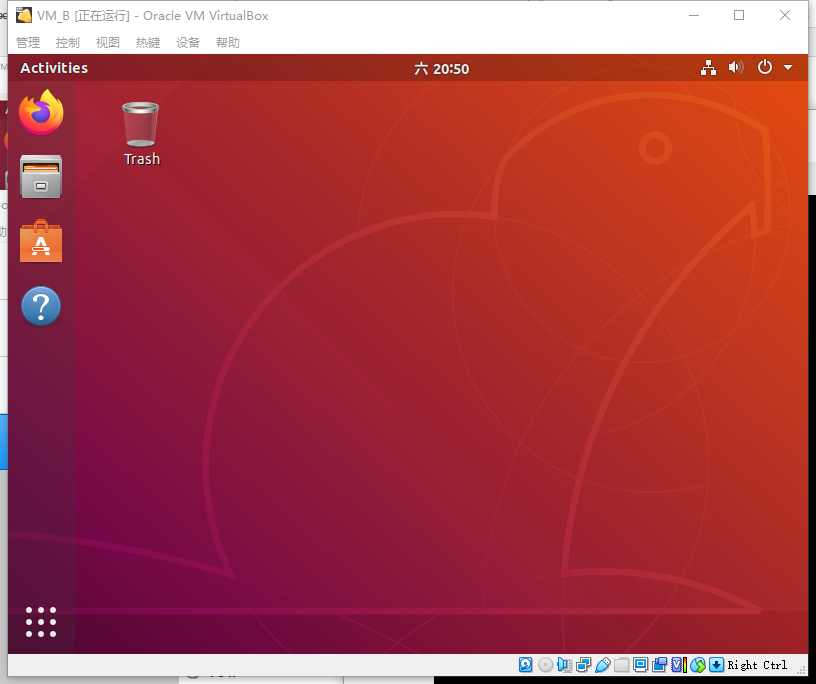 VM_B [正在运行] - Oracle VM VirtualBox
管理 控制 视图 热键 设备 帮助
Activities 六 20:50
Trash
Right Ctrl